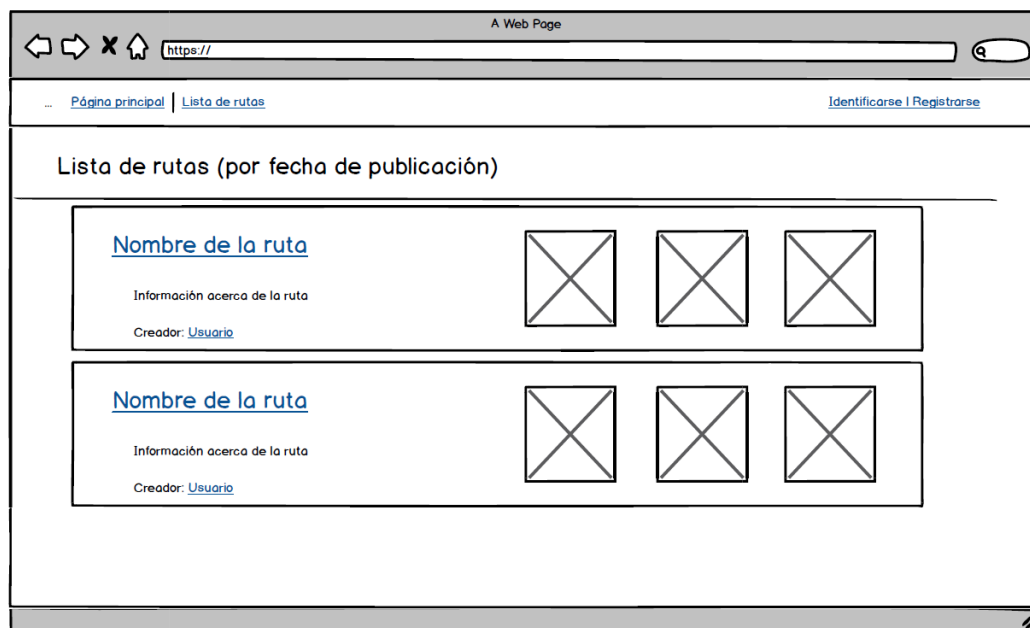 A Web Page
https://
... Página principal | Lista de rutas Identificarse | Registrarse
Lista de rutas (por fecha de publicación)
Nombre de la ruta
Información acerca de la ruta
Creador: Usuario
Nombre de la ruta
Información acerca de la ruta
Creador: Usuario